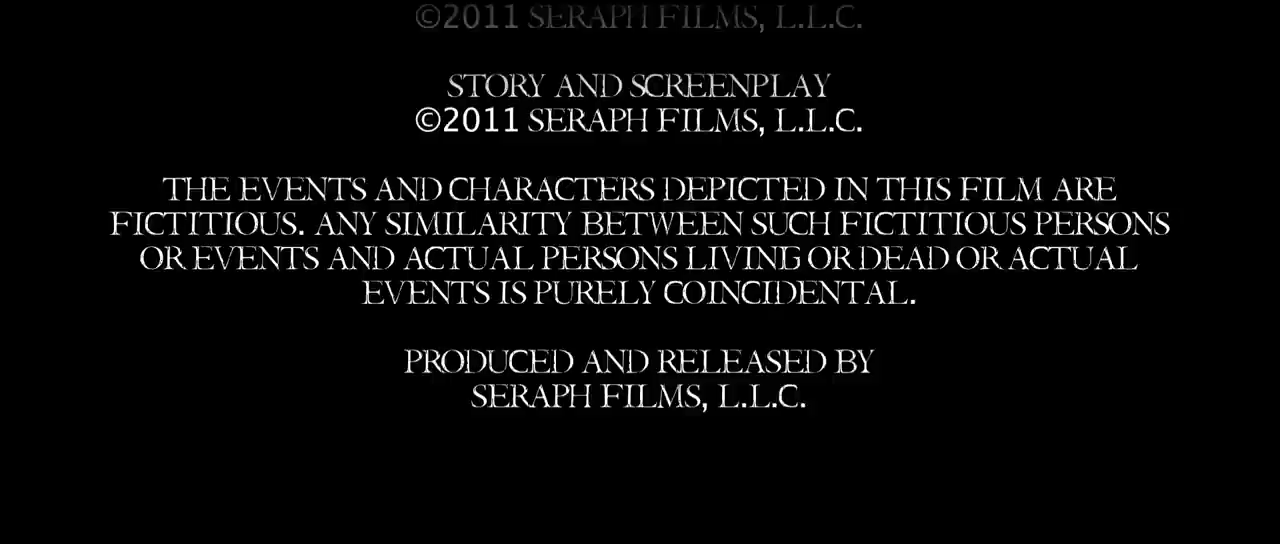 ©2011 SERAPH FILMS, L.L.C.
STORY AND SCREENPLAY
©2011 SERAPH FILMS, L.L.C.
THE EVENTS AND CHARACTERS DEPICTED IN THIS FILM ARE
FICTITIOUS. ANY SIMILARITY BETWEEN SUCH FICTITIOUS PERSONS
OR EVENTS AND ACTUAL PERSONS LIVING OR DEAD OR ACTUAL
EVENTS IS PURELY COINCIDENTAL.
PRODUCED AND RELEASED BY
SERAPH FILMS, L.L.C.